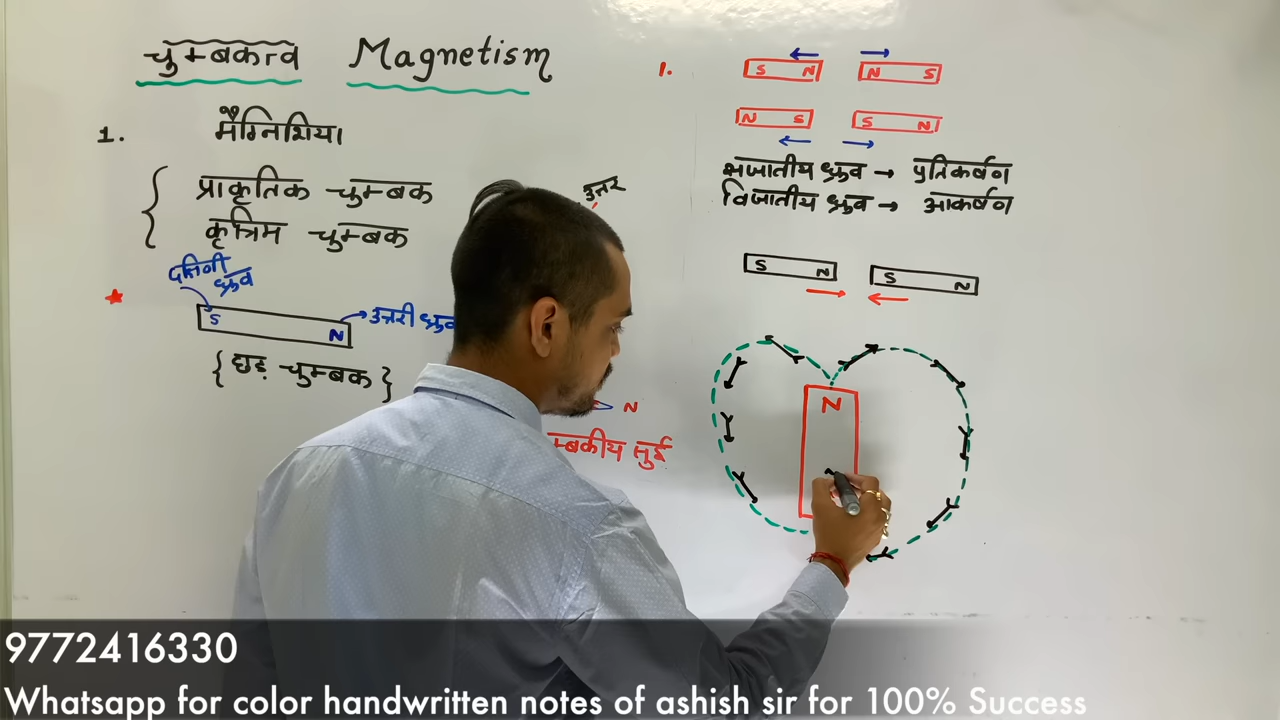 चुम्बकत्व Magnetism
1. मैग्निशिया
प्राकृतिक चुम्बक
कृत्रिम चुम्बक
दक्षिणी ध्रुव
S N
उत्तरी ध्रुव
{ छड़ चुम्बक }
उत्तर
N
म्बकीय सुई
1. S N N S
N S S N
सजातीय ध्रुव → प्रतिकर्षण
विजातीय ध्रुव → आकर्षण
S N S N
N
9772416330
Whatsapp for color handwritten notes of ashish sir for 100% Success